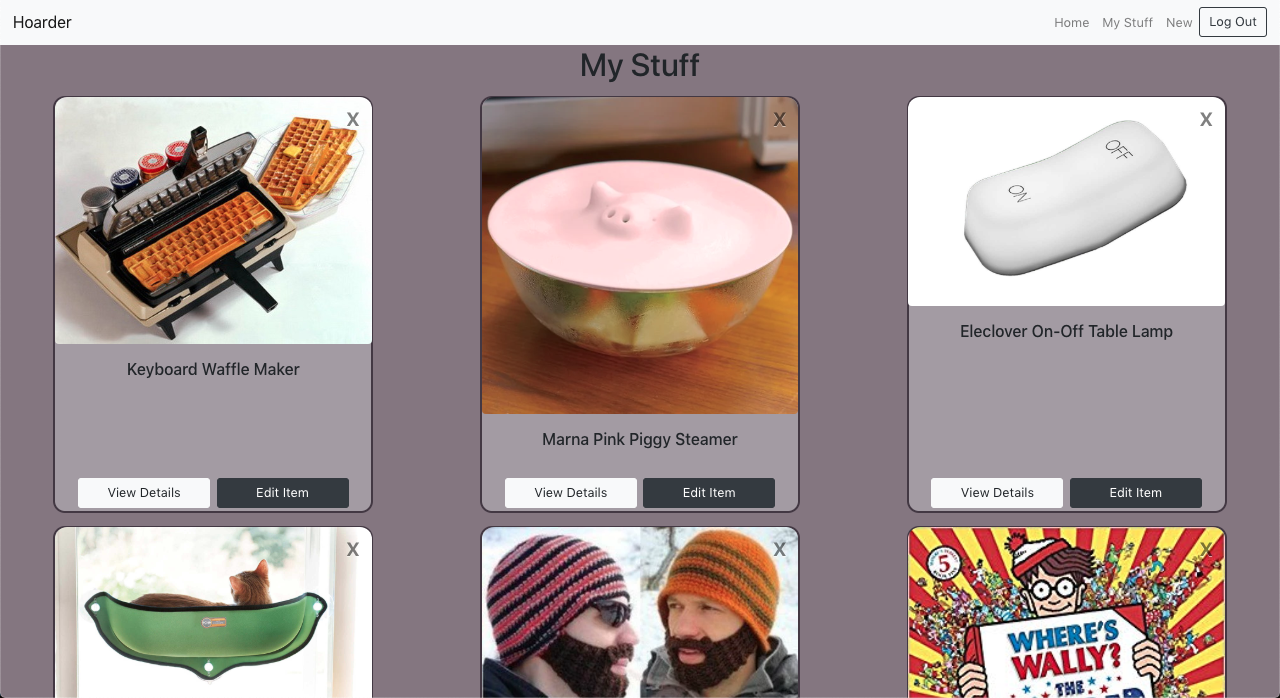 Hoarder
Home My Stuff New Log Out
My Stuff
X
X
X
ON
OFF
Keyboard Waffle Maker
Marna Pink Piggy Steamer
Eleclover On-Off Table Lamp
View Details Edit Item
View Details Edit Item
View Details Edit Item
X
X
X
5
WHERE'S
WALLY?
THE